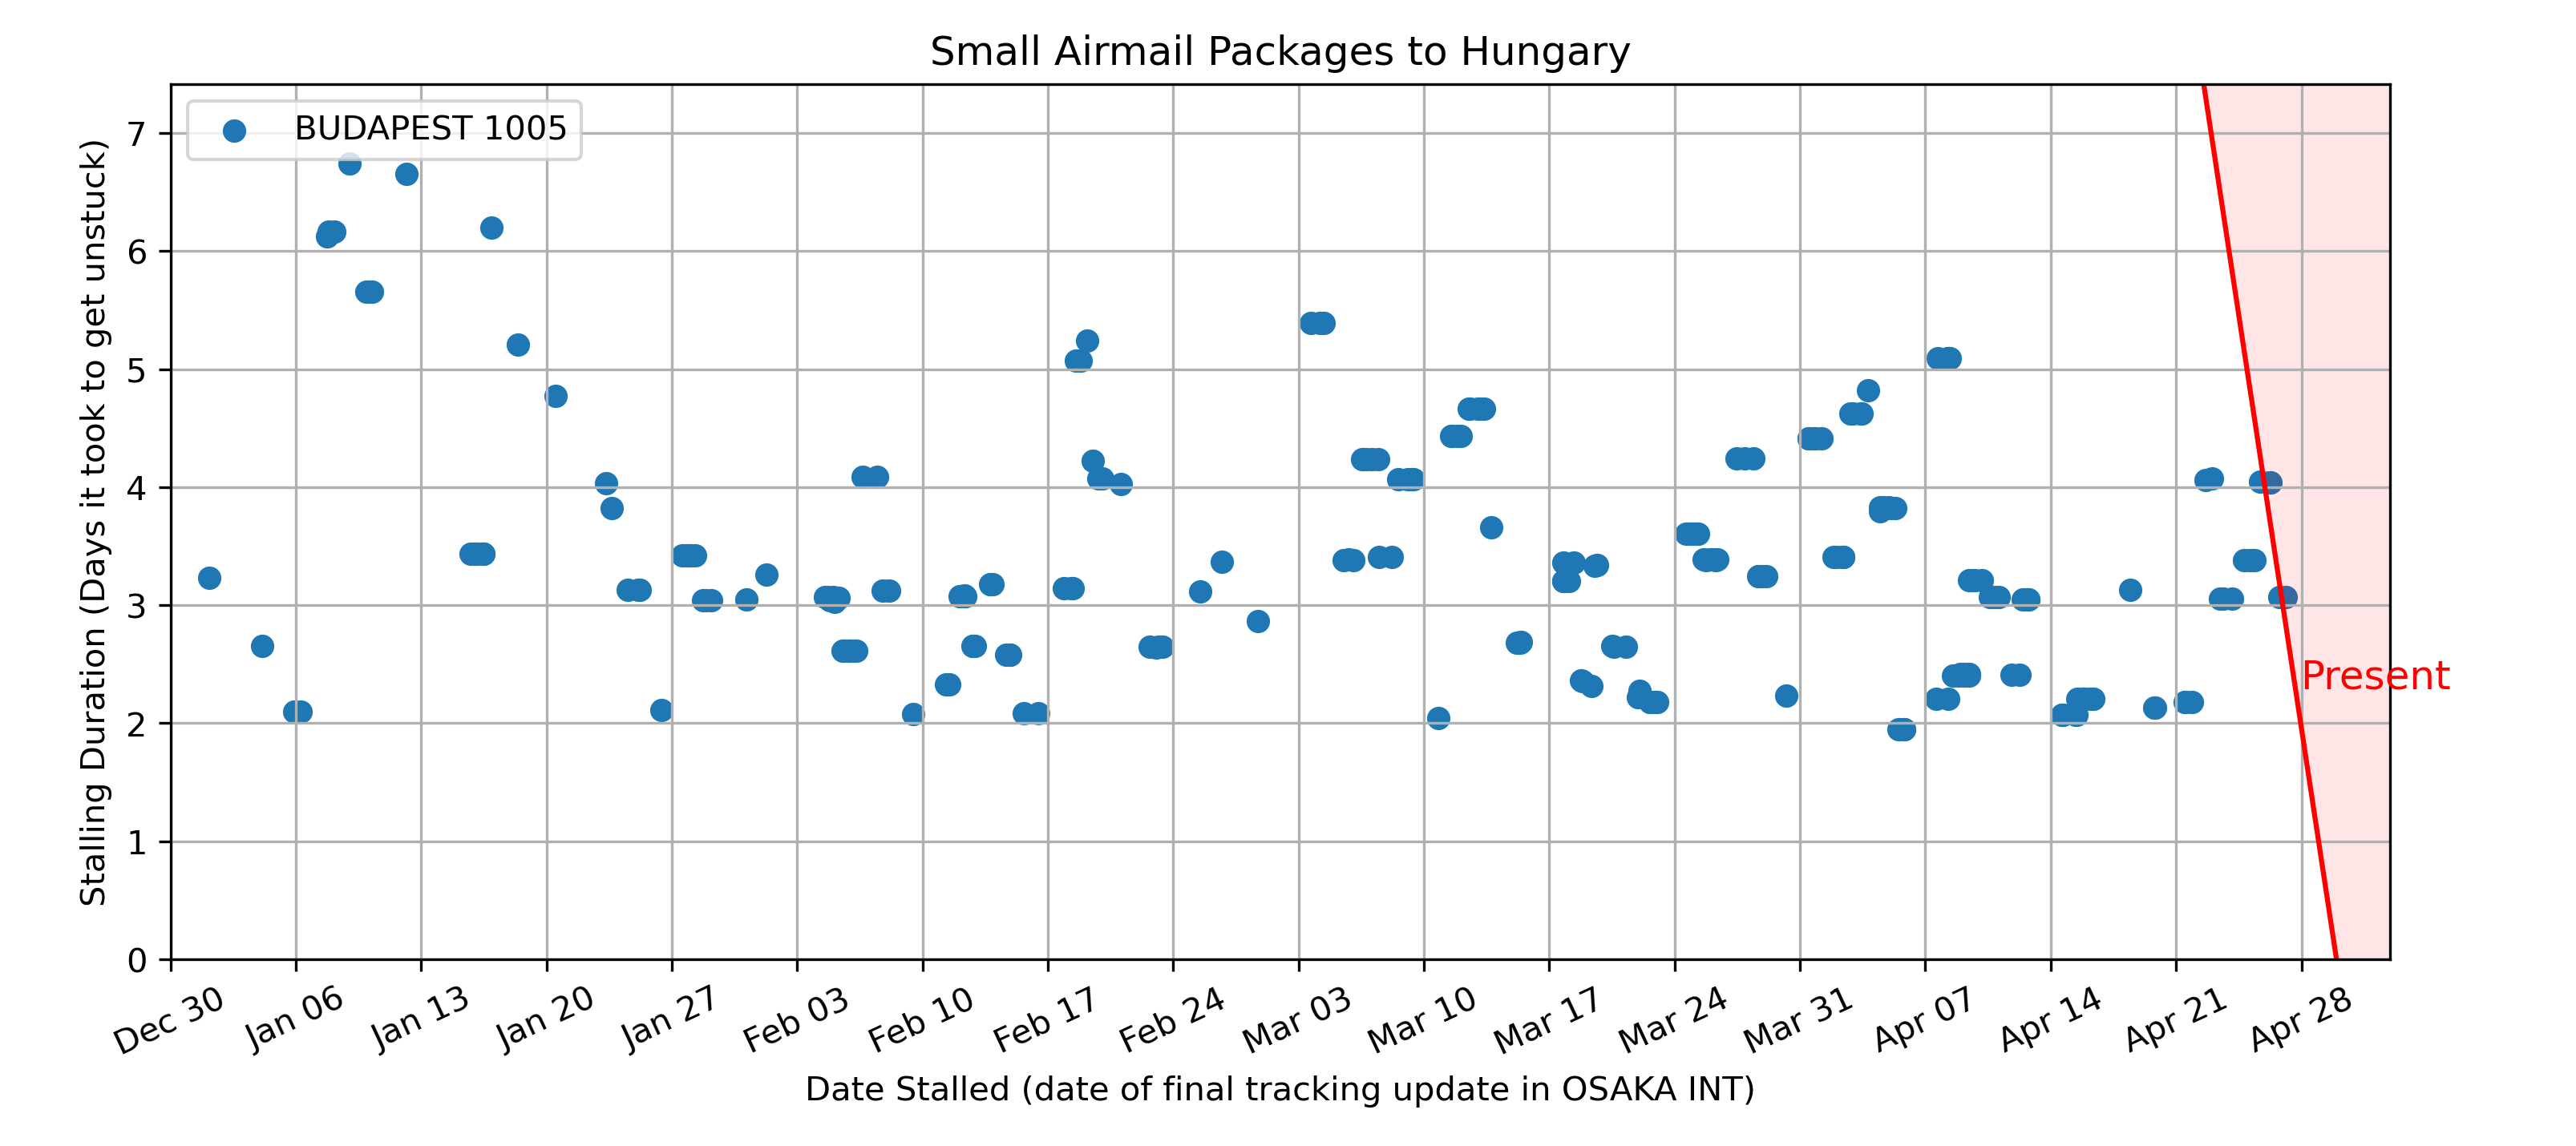 Small Airmail Packages to Hungary
BUDAPEST 1005
Stalling Duration (Days it took to get unstuck)
7
6
5
4
3
2
1
0
Present
Dec 30
Jan 06
Jan 13
Jan 20
Jan 27
Feb 03
Feb 10
Feb 17
Feb 24
Mar 03
Mar 10
Mar 17
Mar 24
Mar 31
Apr 07
Apr 14
Apr 21
Apr 28
Date Stalled (date of final tracking update in OSAKA INT)